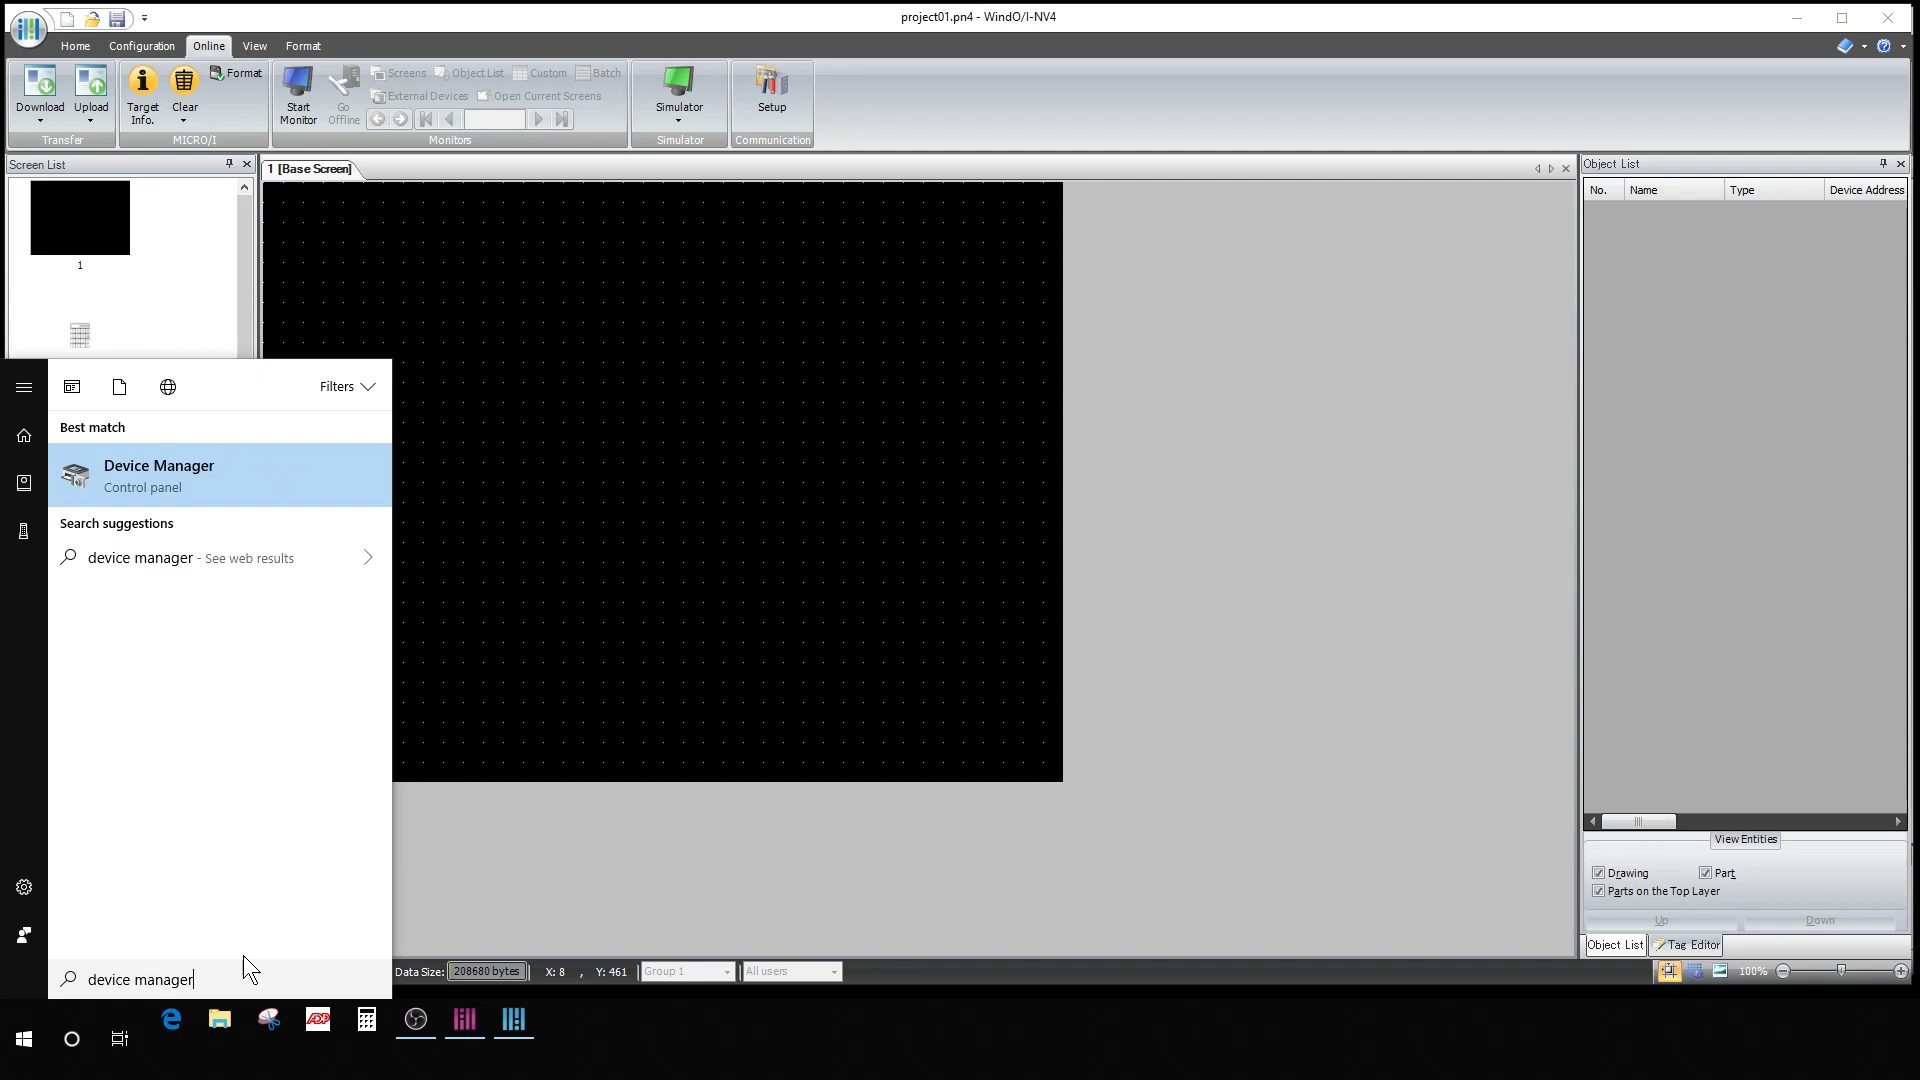 project01.pn4 - WindO/I-NV4
Home Configuration Online View Format
Download Upload Target Info. Clear Format Start Monitor Go Offline Screens Object List Custom Batch
External Devices Open Current Screens
Simulator Setup
Transfer MICRO/I Monitors Simulator Communication
Screen List
1 [Base Screen]
Object List
No. Name Type Device Address
1
Filters
Best match
Device Manager
Control panel
Search suggestions
device manager - See web results
device manager
View Entities
Drawing Part
Parts on the Top Layer
Up Down
Object List Tag Editor
Data Size: 208680 bytes X: 8 , Y: 461 Group 1 All users 100%
ADP